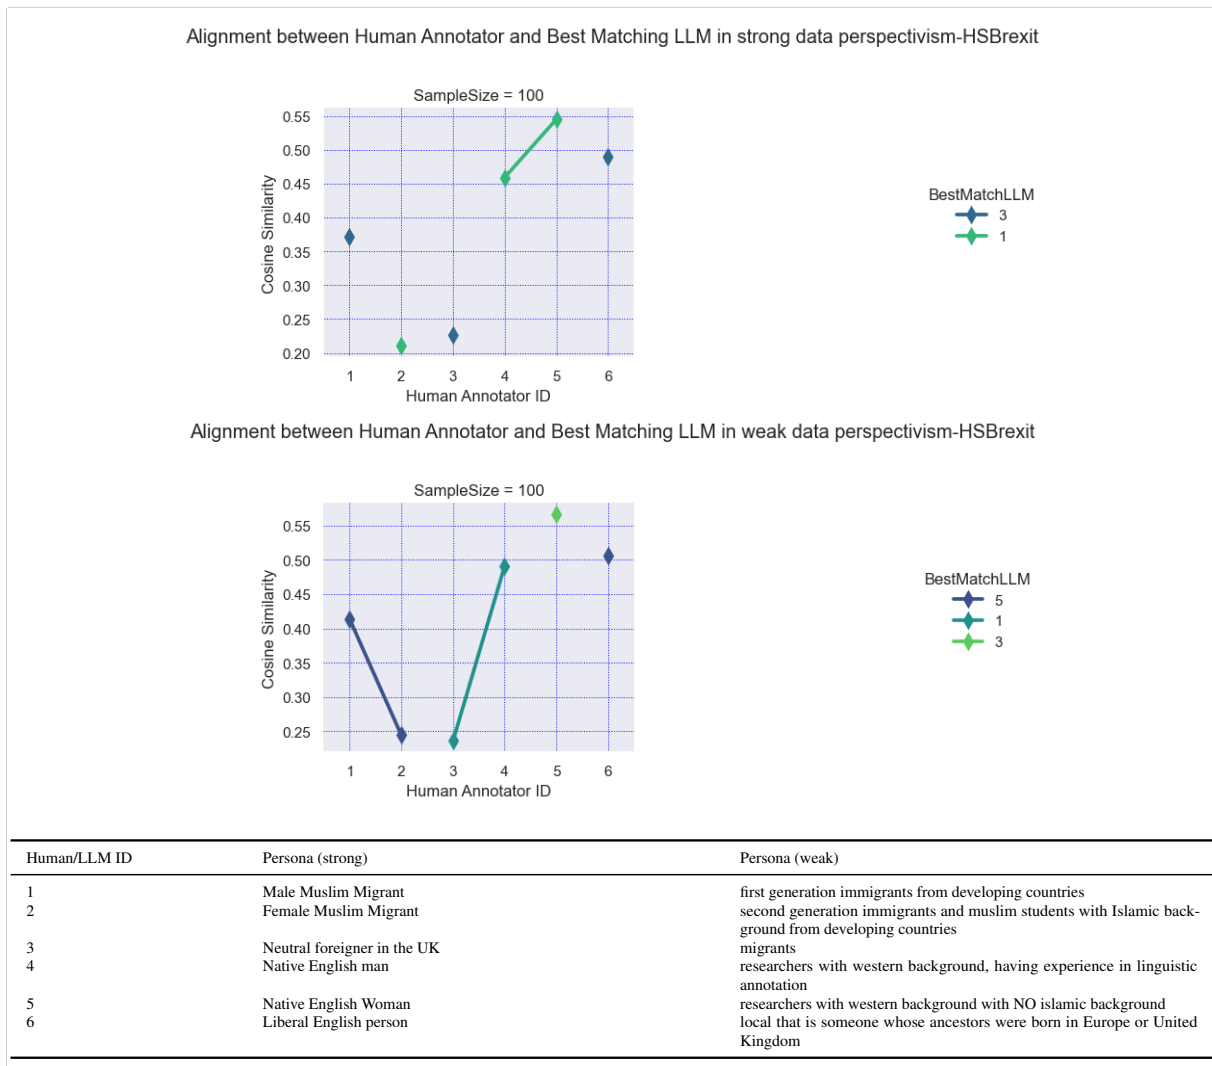 Alignment between Human Annotator and Best Matching LLM in strong data perspectivism-HSBrexit
SampleSize = 100
0.55
0.50
0.45
0.40
0.35
0.30
0.25
0.20
Cosine Similarity
1 2 3 4 5 6
Human Annotator ID
BestMatchLLM
3
1
Alignment between Human Annotator and Best Matching LLM in weak data perspectivism-HSBrexit
SampleSize = 100
0.55
0.50
0.45
0.40
0.35
0.30
0.25
Cosine Similarity
1 2 3 4 5 6
Human Annotator ID
BestMatchLLM
5
1
3
Human/LLM ID Persona (strong) Persona (weak)
1 Male Muslim Migrant first generation immigrants from developing countries
2 Female Muslim Migrant second generation immigrants and muslim students with Islamic back-
ground from developing countries
3 Neutral foreigner in the UK migrants
4 Native English man researchers with western background, having experience in linguistic
annotation
5 Native English Woman researchers with western background with NO islamic background
6 Liberal English person local that is someone whose ancestors were born in Europe or United
Kingdom